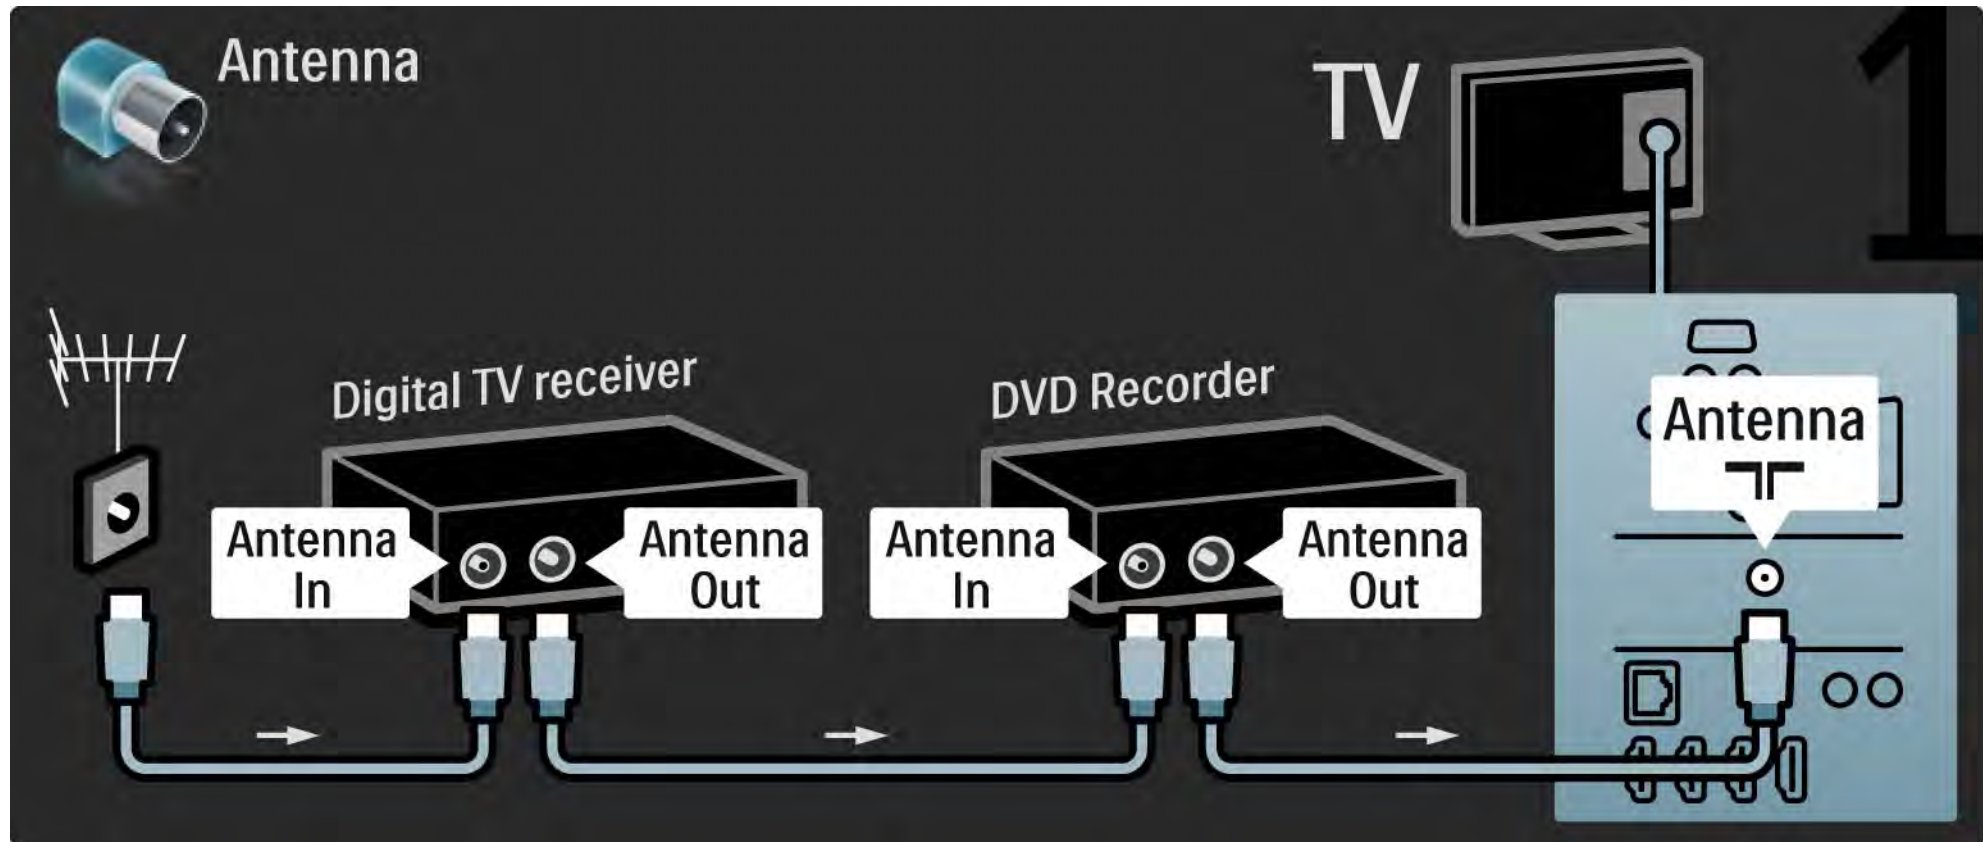 Antenna
TV
1
Digital TV receiver
DVD Recorder
Antenna
Antenna
In
Antenna
Out
Antenna
In
Antenna
Out